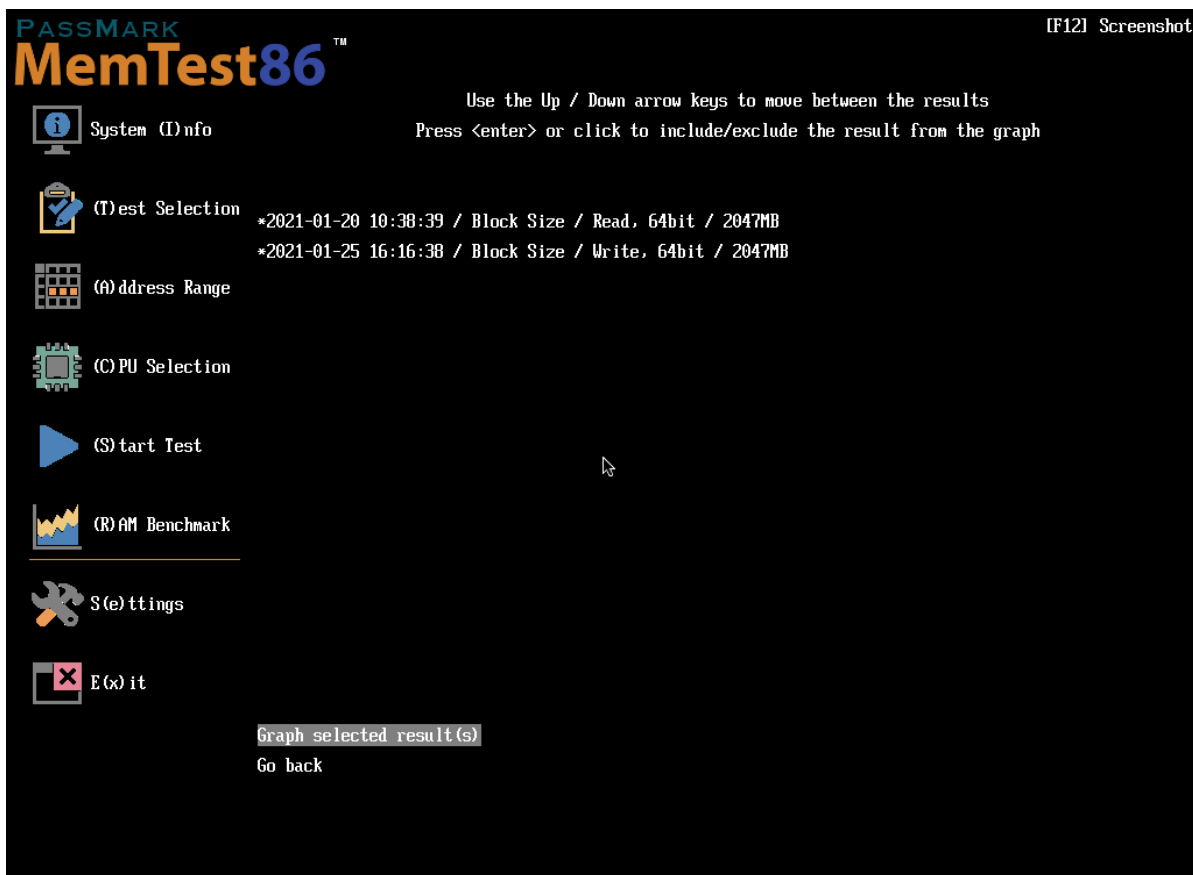 PASSMARK
MemTest86™
[F12] Screenshot
Use the Up / Down arrow keys to move between the results
Press <enter> or click to include/exclude the result from the graph
System (I)nfo
(T)est Selection
(A)ddress Range
(C)PU Selection
(S)tart Test
(R)AM Benchmark
S(e)ttings
E(x)it
*2021-01-20 10:38:39 / Block Size / Read, 64bit / 2047MB
*2021-01-25 16:16:38 / Block Size / Write, 64bit / 2047MB
Graph selected result(s)
Go back